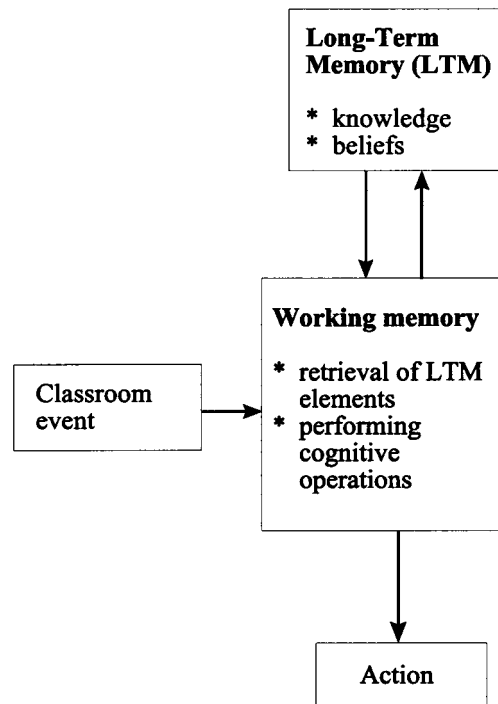 Long-Term
Memory (LTM)
* knowledge
* beliefs
Working memory
* retrieval of LTM
elements
* performing
cognitive
operations
Classroom
event
Action